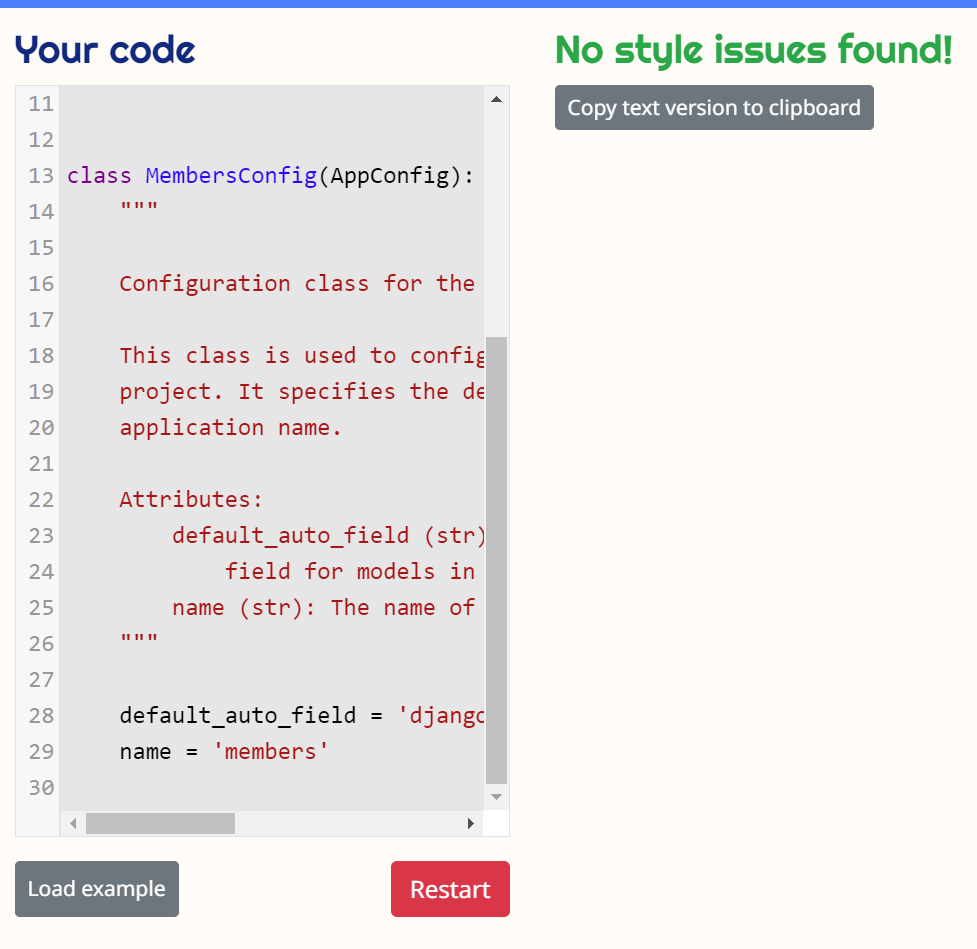 Your code
No style issues found!
Copy text version to clipboard
11
12
13 class MembersConfig(AppConfig):
14     """
15
16     Configuration class for the
17
18     This class is used to config
19     project. It specifies the de
20     application name.
21
22     Attributes:
23         default_auto_field (str)
24             field for models in
25         name (str): The name of
26     """
27
28     default_auto_field = 'django
29     name = 'members'
30
Load example
Restart